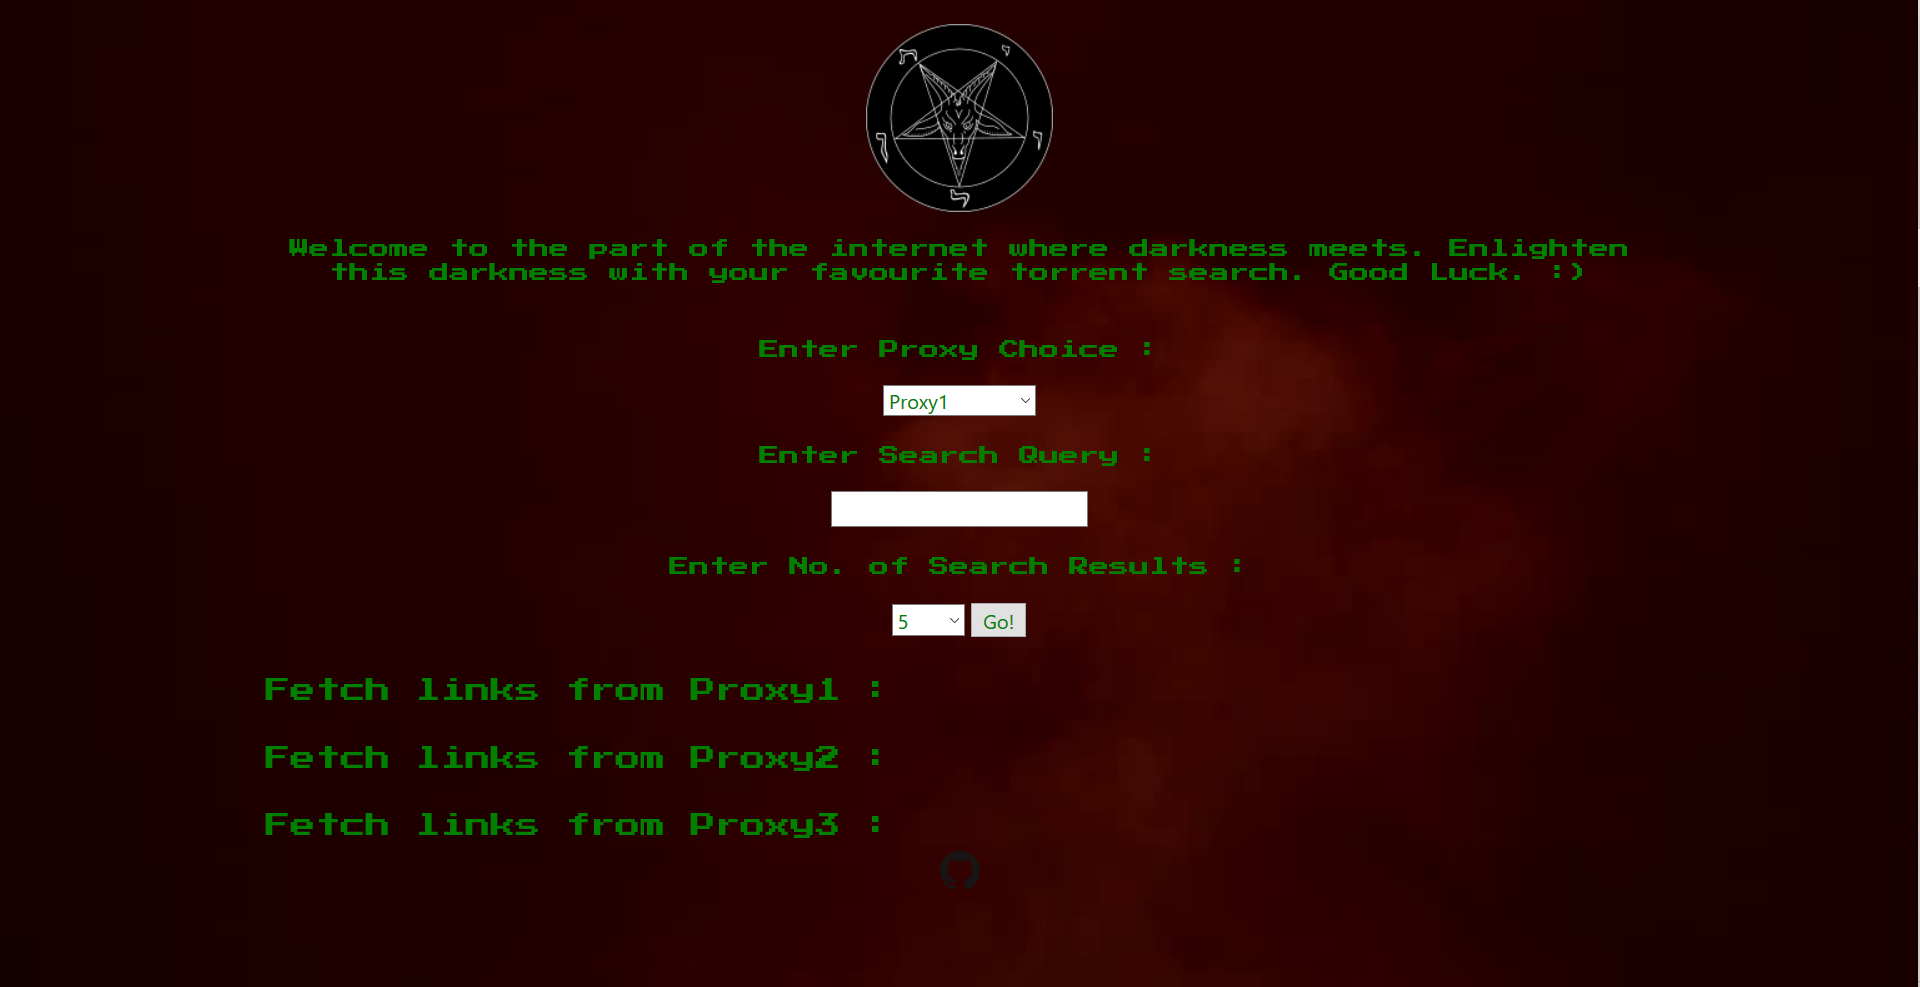 ת
י
ו
ו
ל
Welcome to the part of the internet where darkness meets. Enlighten
this darkness with your favourite torrent search. Good Luck. :)
Enter Proxy Choice :
Proxy1
Enter Search Query :
Enter No. of Search Results :
5 Go!
Fetch links from Proxy1 :
Fetch links from Proxy2 :
Fetch links from Proxy3 :